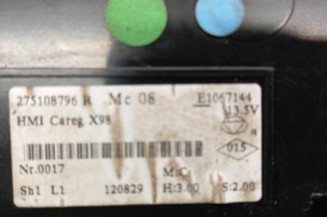 275108796 R Mc 08 E1067144
13.5V
HMI Careg X98
R
015
Nr.0017 M:C
Sh1 L1 120829 H:3.00 S:2.00